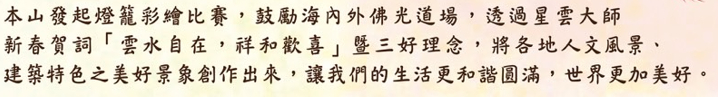 本山發起燈籠彩繪比賽，鼓勵海內外佛光道場，透過星雲大師
新春賀詞「雲水自在，祥和歡喜」暨三好理念，將各地人文風景、
建築特色之美好景象創作出來，讓我們的生活更和諧圓滿，世界更加美好。